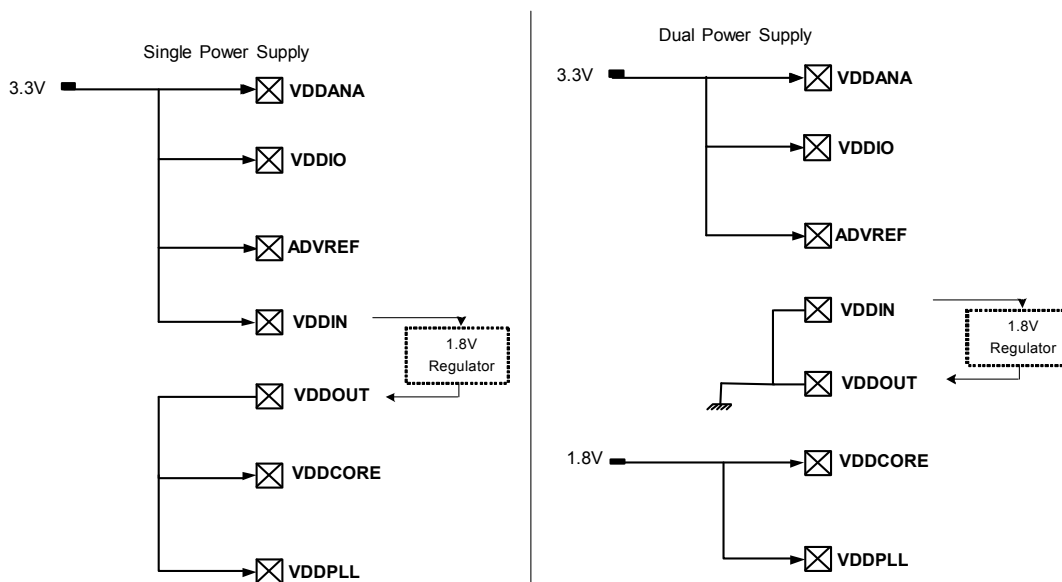 Single Power Supply
3.3V
VDDANA
VDDIO
ADVREF
VDDIN
1.8V
Regulator
VDDOUT
VDDCORE
VDDPLL
Dual Power Supply
3.3V
VDDANA
VDDIO
ADVREF
VDDIN
1.8V
Regulator
VDDOUT
1.8V
VDDCORE
VDDPLL